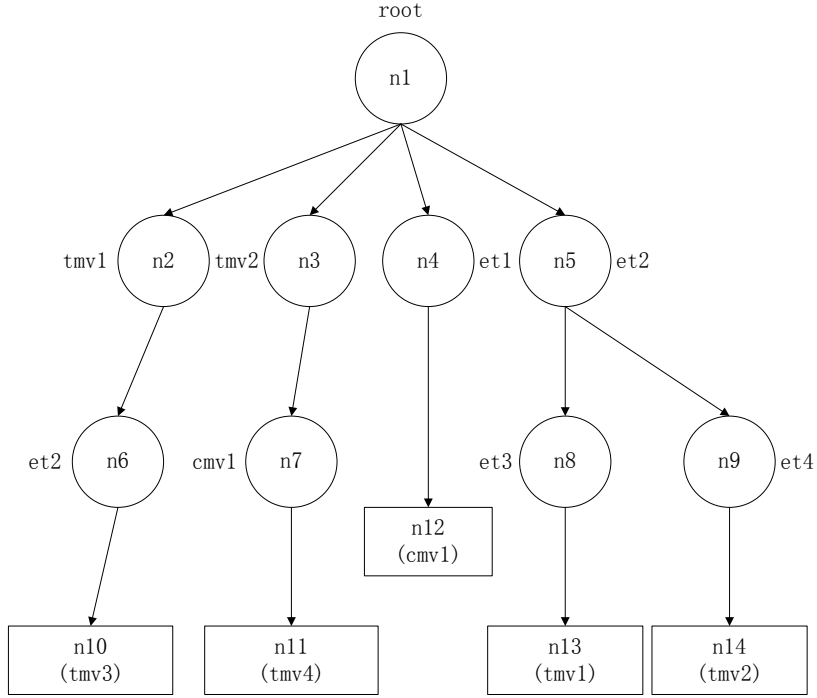 root
n1
tmv1
n2
tmv2
n3
n4
et1
n5
et2
et2
n6
cmv1
n7
et3
n8
n9
et4
n12
(cmv1)
n10
(tmv3)
n11
(tmv4)
n13
(tmv1)
n14
(tmv2)